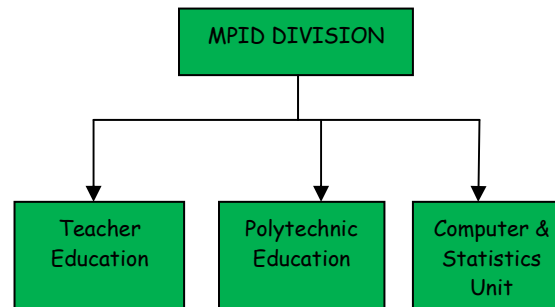 MPID DIVISION
Teacher
Education
Polytechnic
Education
Computer &
Statistics
Unit